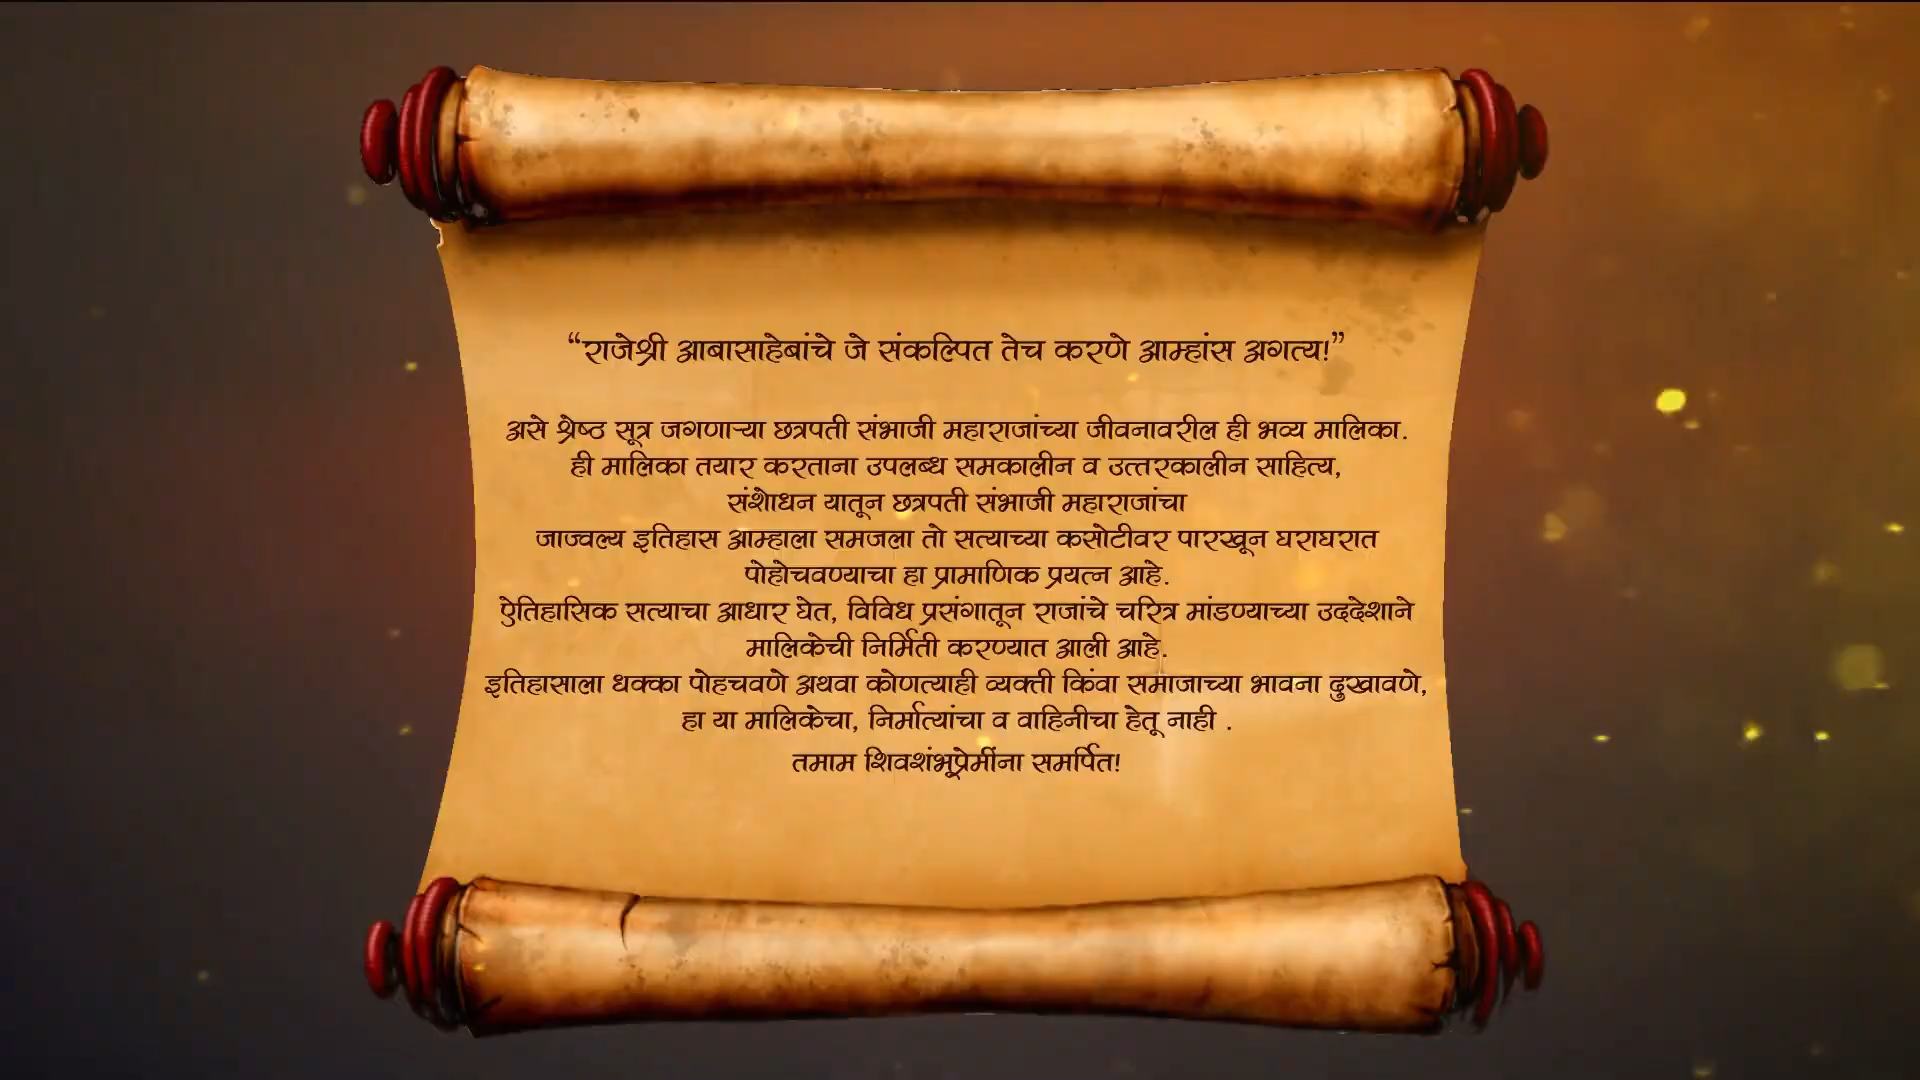 “राजेश्री आबासाहेबांचे जे संकल्पित तेच करणे आम्हांस अगत्य!”
असे श्रेष्ठ सूत्र जगणाऱ्या छत्रपती संभाजी महाराजांच्या जीवनावरील ही भव्य मालिका.
ही मालिका तयार करताना उपलब्ध समकालीन व उत्तरकालीन साहित्य,
संशोधन यातून छत्रपती संभाजी महाराजांचा
जाज्वल्य इतिहास आम्हाला समजला तो सत्याच्या कसोटीवर पारखून घराघरात
पोहोचवण्याचा हा प्रामाणिक प्रयत्न आहे.
ऐतिहासिक सत्याचा आधार घेत, विविध प्रसंगातून राजांचे चरित्र मांडण्याच्या उददेशाने
मालिकेची निर्मिती करण्यात आली आहे.
इतिहासाला धक्का पोहचवणे अथवा कोणत्याही व्यक्ती किंवा समाजाच्या भावना दुखावणे,
हा या मालिकेचा, निर्मात्यांचा व वाहिनीचा हेतू नाही .
तमाम शिवशंभूप्रेमींना समर्पित!